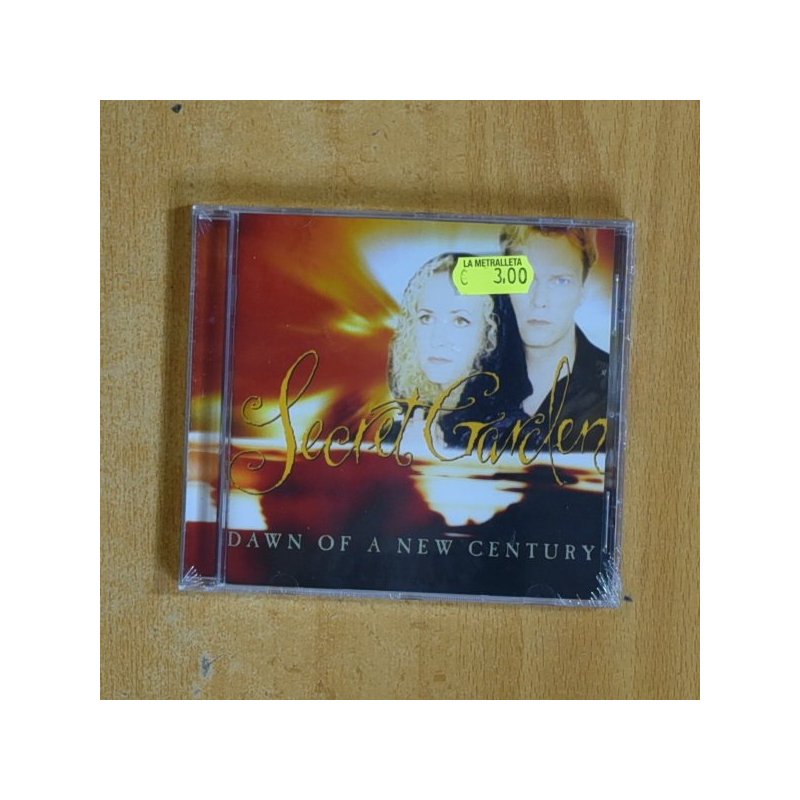 LA METRALLETA
€ 3.00
Secret Garden
DAWN OF A NEW CENTURY